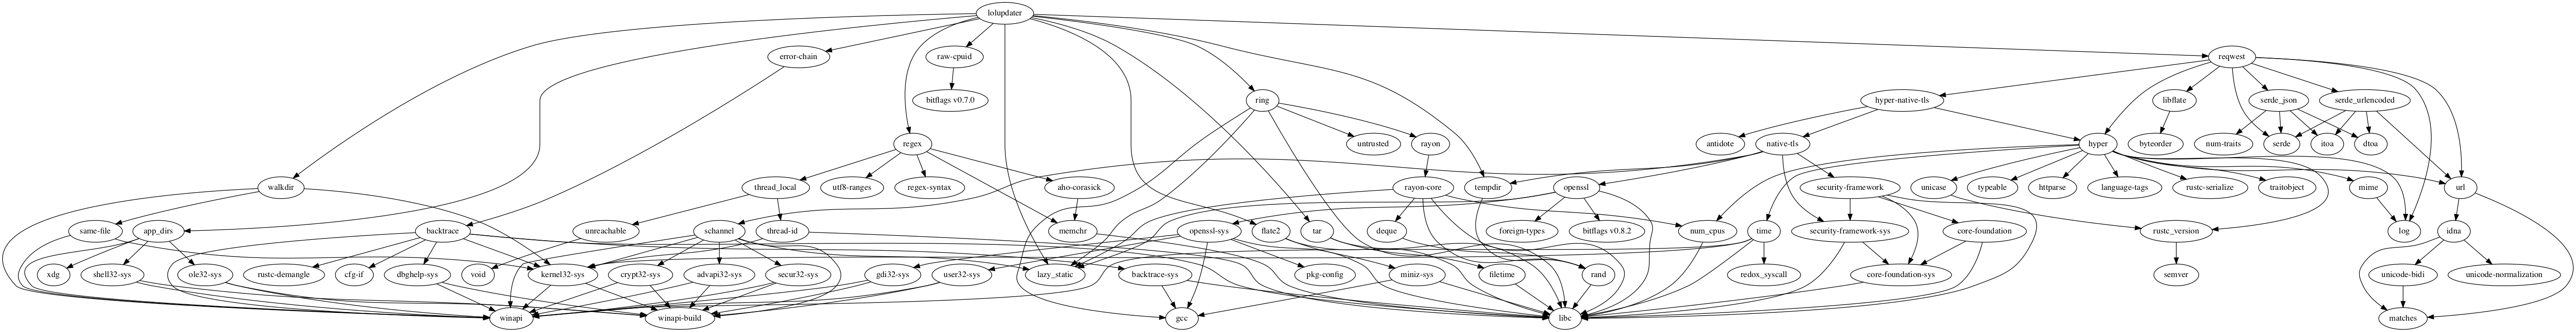 lolupdater
error-chain
raw-cpuid
reqwest
bitflags v0.7.0
ring
hyper-native-tls
libflate
serde_json
serde_urlencoded
regex
untrusted
rayon
antidote
native-tls
hyper
byteorder
num-traits
serde
itoa
dtoa
walkdir
thread_local
utf8-ranges
regex-syntax
aho-corasick
rayon-core
tempdir
openssl
security-framework
unicase
typeable
httparse
language-tags
rustc-serialize
traitobject
mime
url
same-file
app_dirs
backtrace
unreachable
schannel
thread-id
memchr
openssl-sys
flate2
tar
deque
foreign-types
bitflags v0.8.2
num_cpus
time
security-framework-sys
core-foundation
rustc_version
log
idna
xdg
shell32-sys
ole32-sys
rustc-demangle
cfg-if
dbghelp-sys
void
kernel32-sys
crypt32-sys
advapi32-sys
secur32-sys
gdi32-sys
user32-sys
lazy_static
backtrace-sys
pkg-config
miniz-sys
filetime
rand
redox_syscall
core-foundation-sys
semver
unicode-bidi
unicode-normalization
winapi
winapi-build
gcc
libc
matches